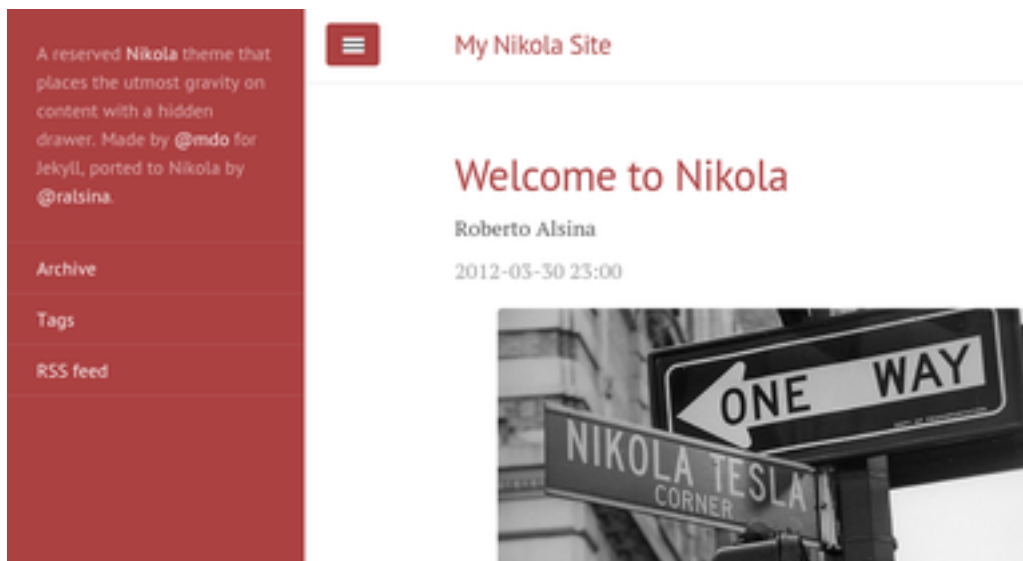 A reserved Nikola theme that
places the utmost gravity on
content with a hidden
drawer. Made by @mdo for
Jekyll, ported to Nikola by
@ralsina.
Archive
Tags
RSS feed
My Nikola Site
Welcome to Nikola
Roberto Alsina
2012-03-30 23:00
ONE WAY
NIKOLA TESLA
CORNER